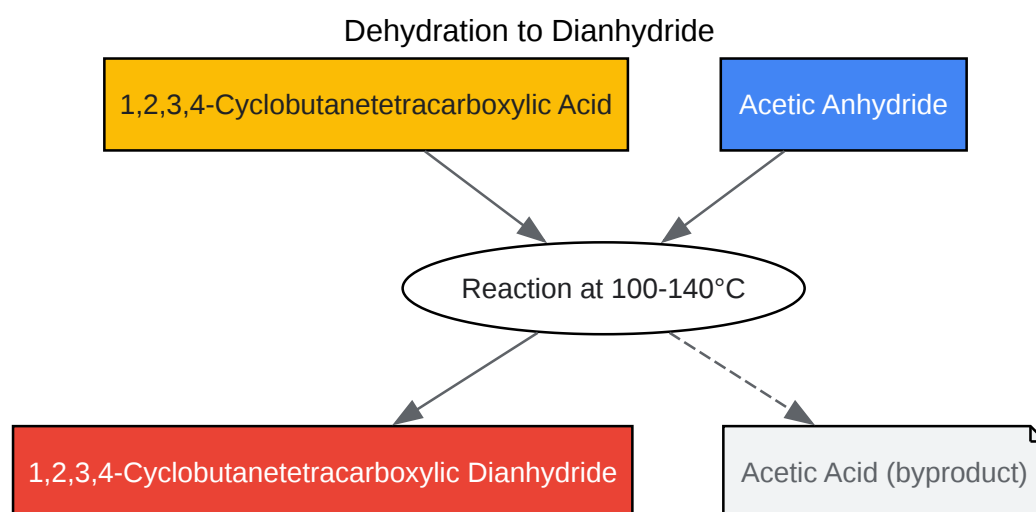 Dehydration to Dianhydride
1,2,3,4-Cyclobutanetetracarboxylic Acid
Acetic Anhydride
Reaction at 100-140°C
1,2,3,4-Cyclobutanetetracarboxylic Dianhydride
Acetic Acid (byproduct)